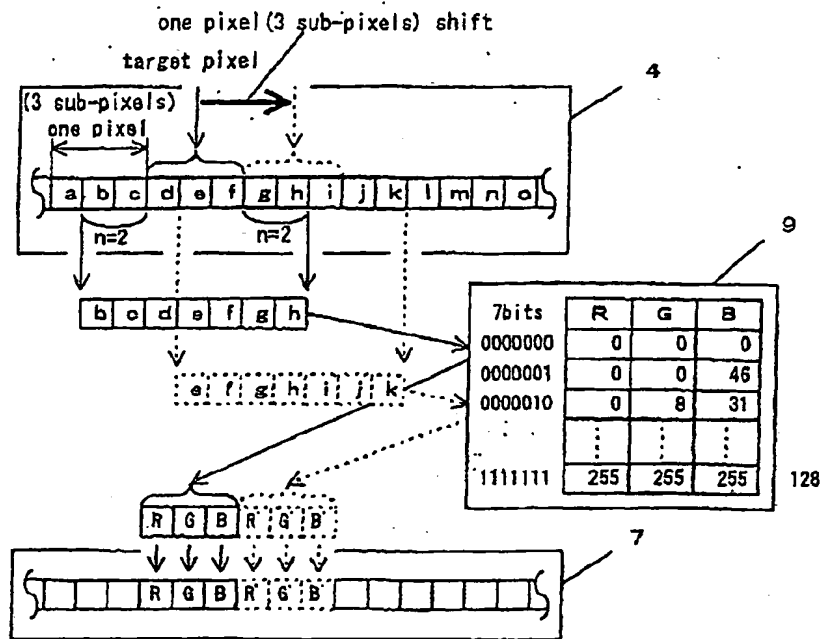 one pixel(3 sub-pixels) shift
target pixel
4
(3 sub-pixels)
one pixel
a b c d e f g h i j k l m n o
n=2 n=2
9
b c d e f g h
7bits R G B
0000000 0 0 0
0000001 0 0 46
0000010 0 8 31
e f g h i j k
1111111 255 255 255 128
R G B R G B
7
R G B R G B